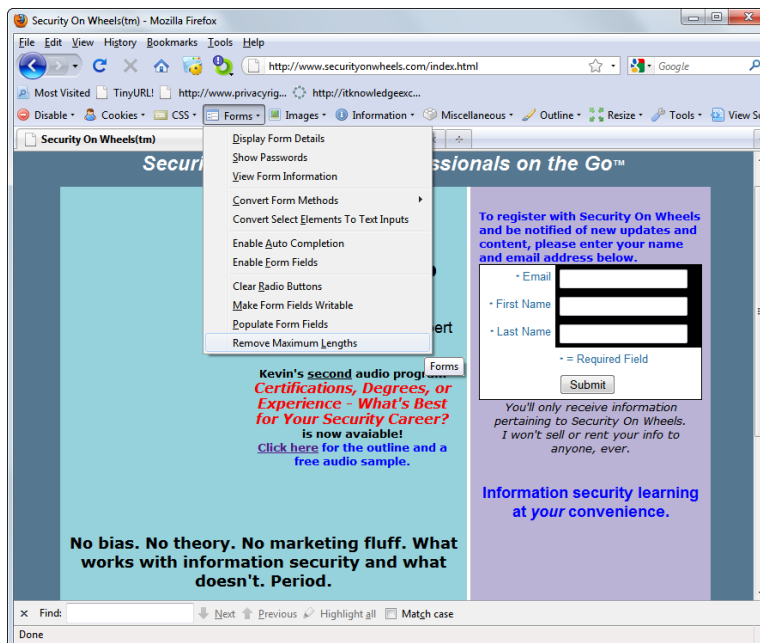 Security On Wheels(tm) - Mozilla Firefox
File Edit View History Bookmarks Tools Help
http://www.securityonwheels.com/index.html
Google
Most Visited TinyURL! http://www.privacyrig... http://itknowledgeexc...
Disable Cookies CSS Forms Images Information Miscellaneous Outline Resize Tools View So
Security On Wheels(tm)
Securi
ssionals on the Go™
Display Form Details
Show Passwords
View Form Information
Convert Form Methods
Convert Select Elements To Text Inputs
Enable Auto Completion
Enable Form Fields
Clear Radio Buttons
Make Form Fields Writable
Populate Form Fields
Remove Maximum Lengths
Forms
pert
Kevin's second audio program
Certifications, Degrees, or
Experience - What's Best
for Your Security Career?
is now avaiable!
Click here for the outline and a
free audio sample.
No bias. No theory. No marketing fluff. What
works with information security and what
doesn't. Period.
To register with Security On Wheels
and be notified of new updates and
content, please enter your name
and email address below.
• Email
• First Name
• Last Name
• = Required Field
Submit
You'll only receive information
pertaining to Security On Wheels.
I won't sell or rent your info to
anyone, ever.
Information security learning
at your convenience.
Find: Next Previous Highlight all Match case
Done